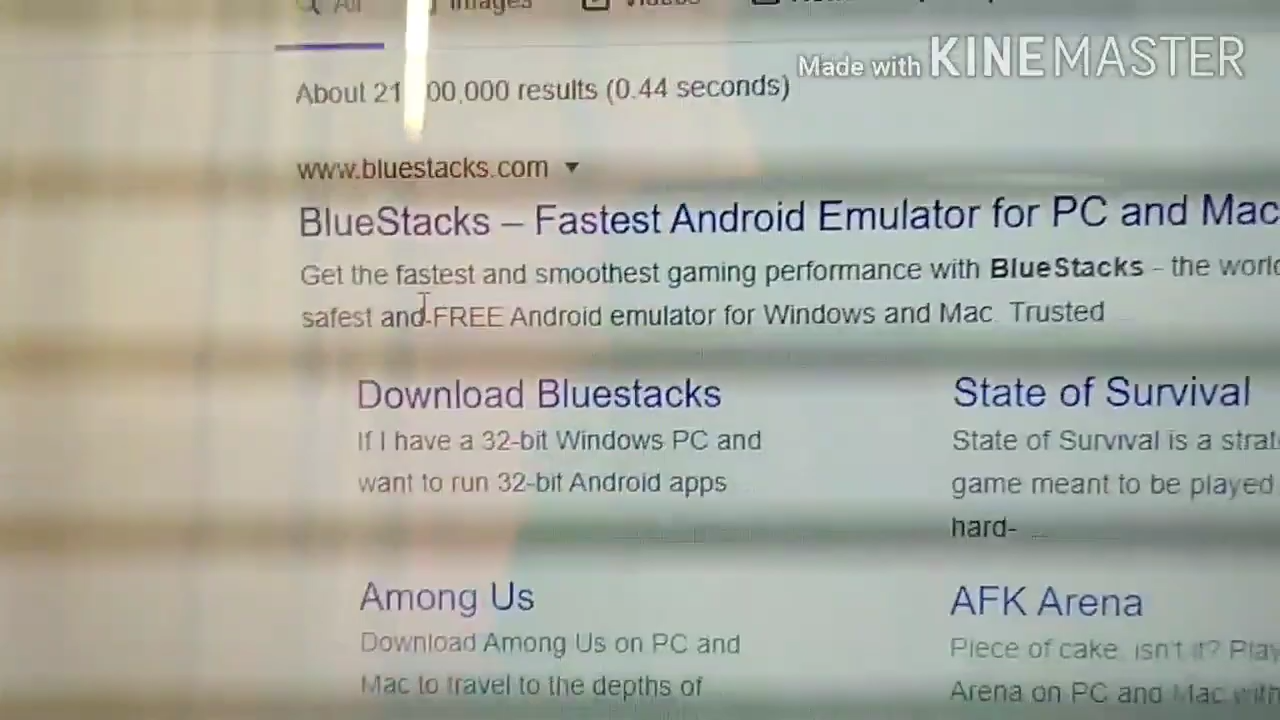 All Images Videos
Made with KINEMASTER
About 21 00,000 results (0.44 seconds)
www.bluestacks.com
BlueStacks – Fastest Android Emulator for PC and Mac
Get the fastest and smoothest gaming performance with BlueStacks - the
safest and FREE Android emulator for Windows and Mac. Trusted
Download Bluestacks
If I have a 32-bit Windows PC and
want to run 32-bit Android apps
State of Survival
State of Survival is a
game meant to be played
hard- ...
Among Us
Download Among Us on PC and
Mac to travel to the depths of
AFK Arena
Piece of cake, isn't it? Play
Arena on PC and Mac with